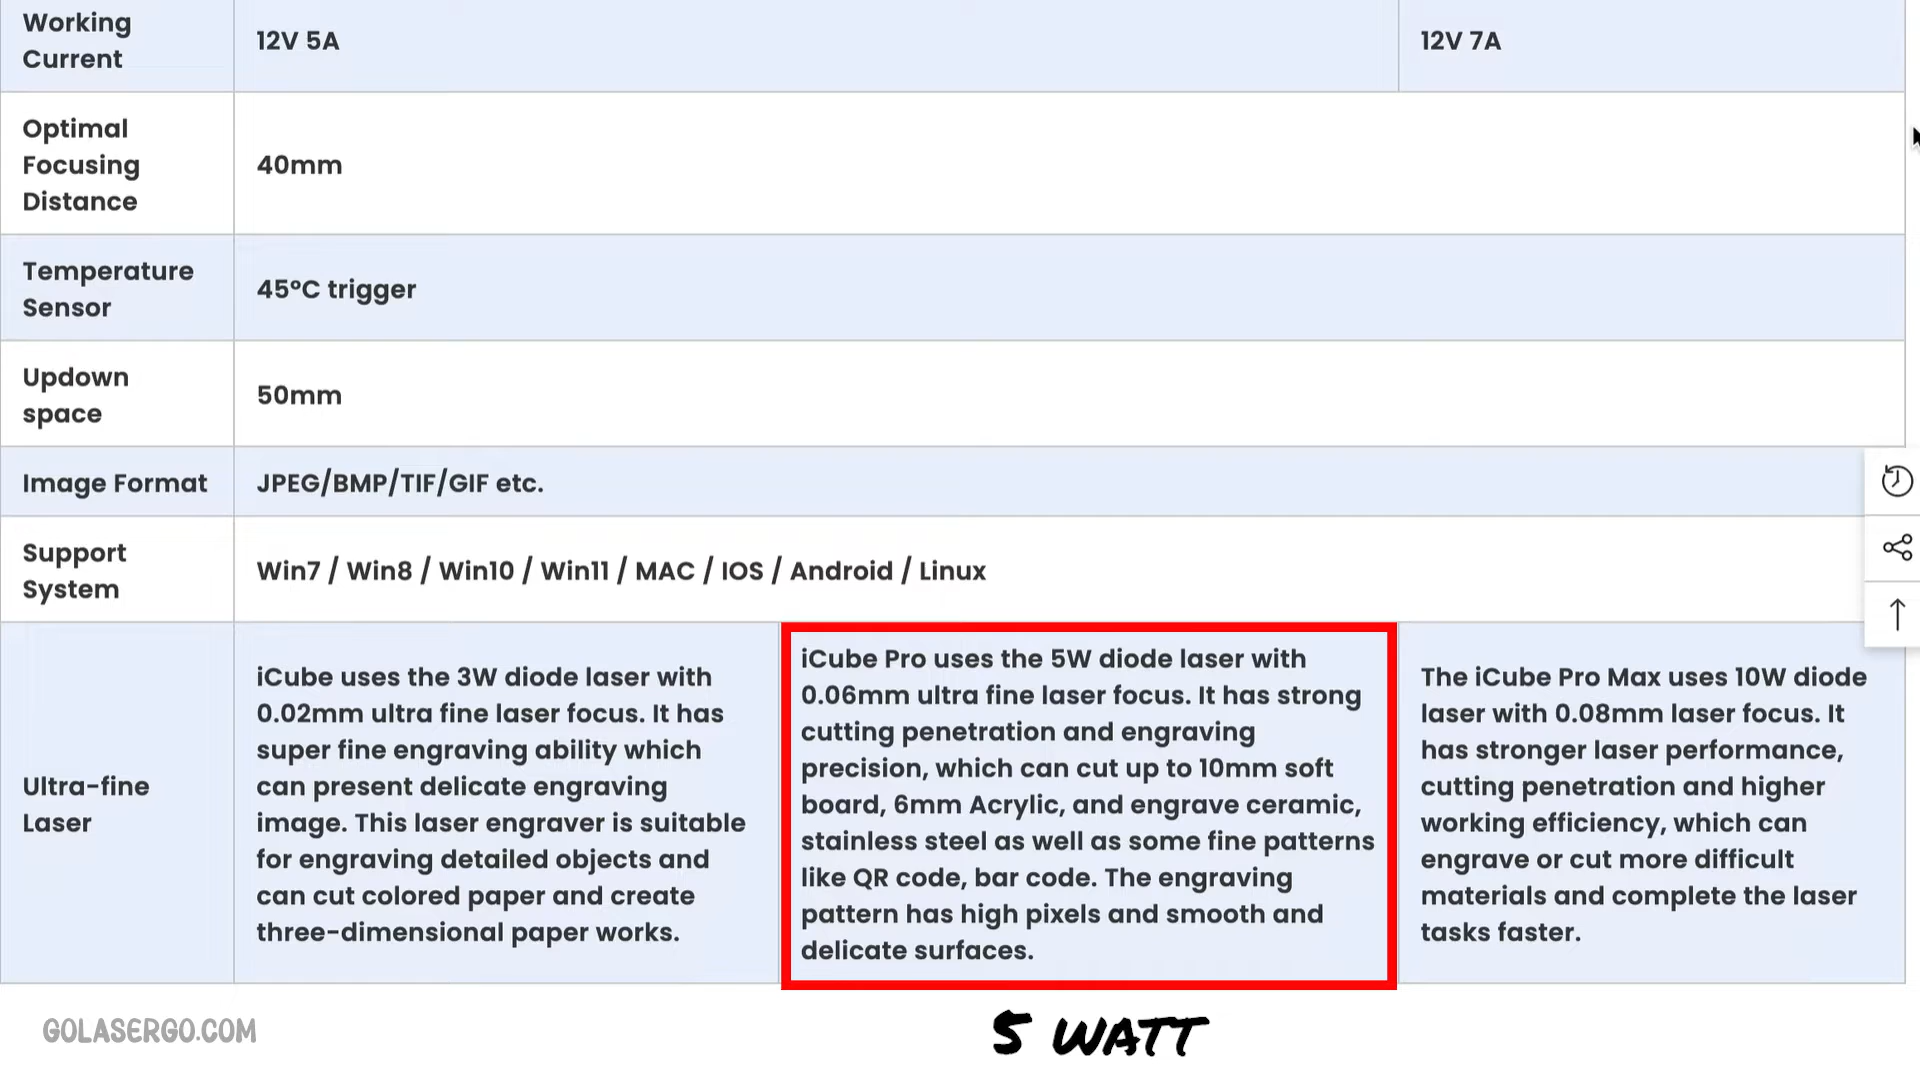 Working
Current
12V 5A
12V 7A
Optimal
Focusing
Distance
40mm
Temperature
Sensor
45°C trigger
Updown
space
50mm
Image Format
JPEG/BMP/TIF/GIF etc.
Support
System
Win7 / Win8 / Win10 / Win11 / MAC / IOS / Android / Linux
Ultra-fine
Laser
iCube uses the 3W diode laser with
0.02mm ultra fine laser focus. It has
super fine engraving ability which
can present delicate engraving
image. This laser engraver is suitable
for engraving detailed objects and
can cut colored paper and create
three-dimensional paper works.
iCube Pro uses the 5W diode laser with
0.06mm ultra fine laser focus. It has strong
cutting penetration and engraving
precision, which can cut up to 10mm soft
board, 6mm Acrylic, and engrave ceramic,
stainless steel as well as some fine patterns
like QR code, bar code. The engraving
pattern has high pixels and smooth and
delicate surfaces.
The iCube Pro Max uses 10W diode
laser with 0.08mm laser focus. It
has stronger laser performance,
cutting penetration and higher
working efficiency, which can
engrave or cut more difficult
materials and complete the laser
tasks faster.
GOLASERGO.COM
5 WATT